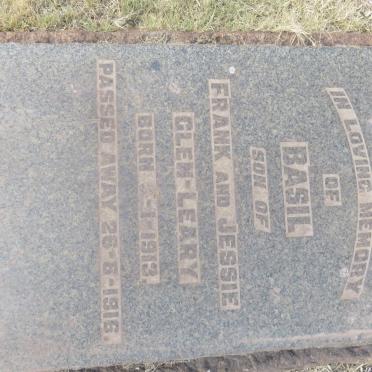 IN LOVING MEMORY
OF
BASIL
SON OF
FRANK AND JESSIE
GLEN-LEARY
BORN 1-1-1913.
PASSED AWAY 26-6-1916.